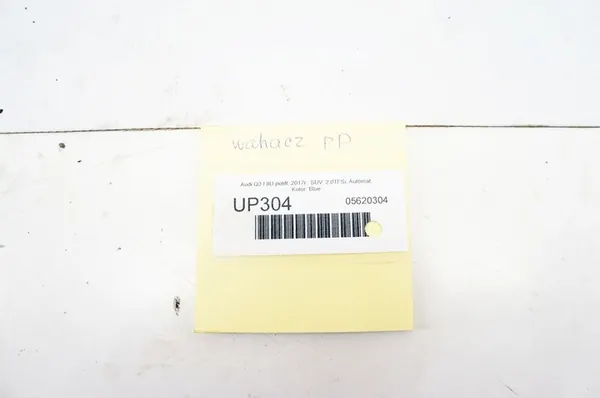 wahacz PP
Audi Q3 I 8U polift. 2017r. SUV. 2.0TFSi, Automat.
Kolor: Blue
UP304
05620304